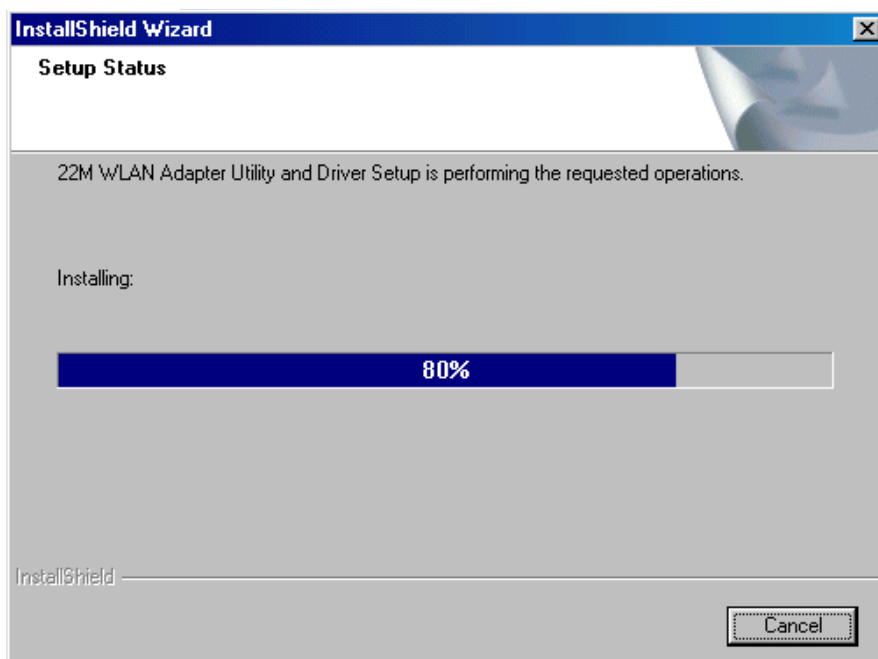 InstallShield Wizard
Setup Status
22M WLAN Adapter Utility and Driver Setup is performing the requested operations.
Installing:
80%
InstallShield
Cancel